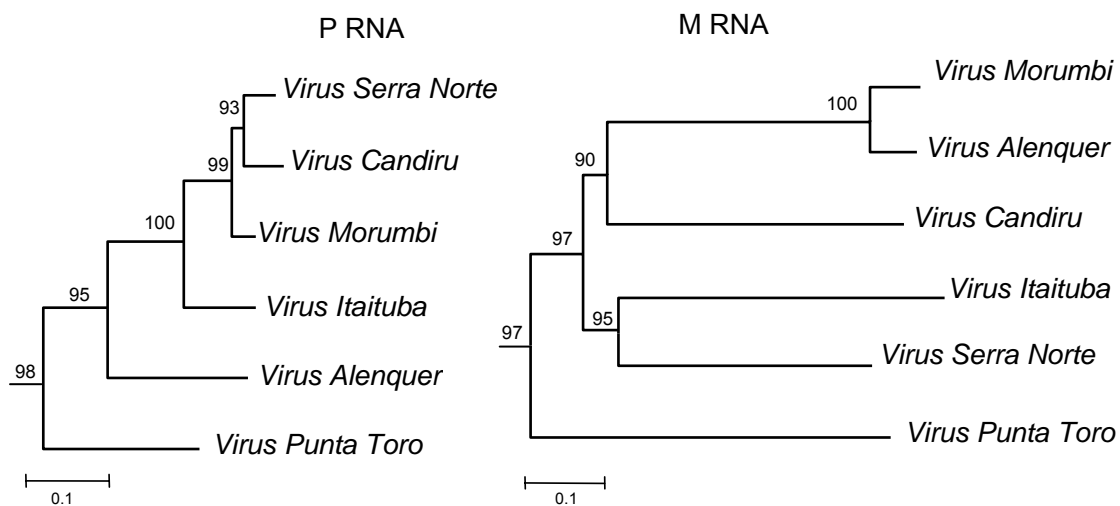 P RNA
Virus Serra Norte
93
Virus Candiru
99
Virus Morumbi
100
Virus Itaituba
95
Virus Alenquer
98
Virus Punta Toro
0.1
M RNA
Virus Morumbi
100
Virus Alenquer
90
Virus Candiru
97
Virus Itaituba
95
Virus Serra Norte
97
Virus Punta Toro
0.1